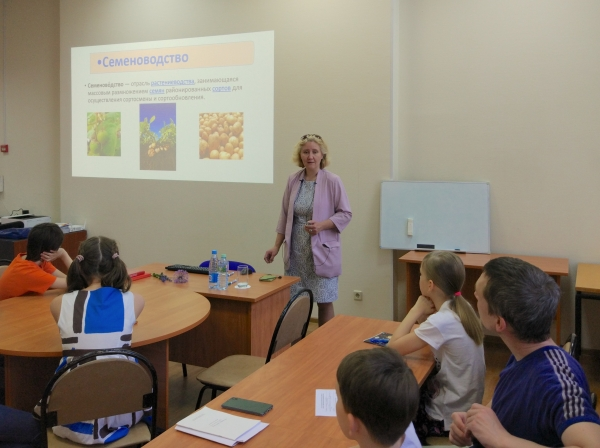 •Семеноводство
• Семеноводство — отрасль растениеводства, занимающаяся
массовым размножением семян районированных сортов для
осуществления сортосмены и сортообновления